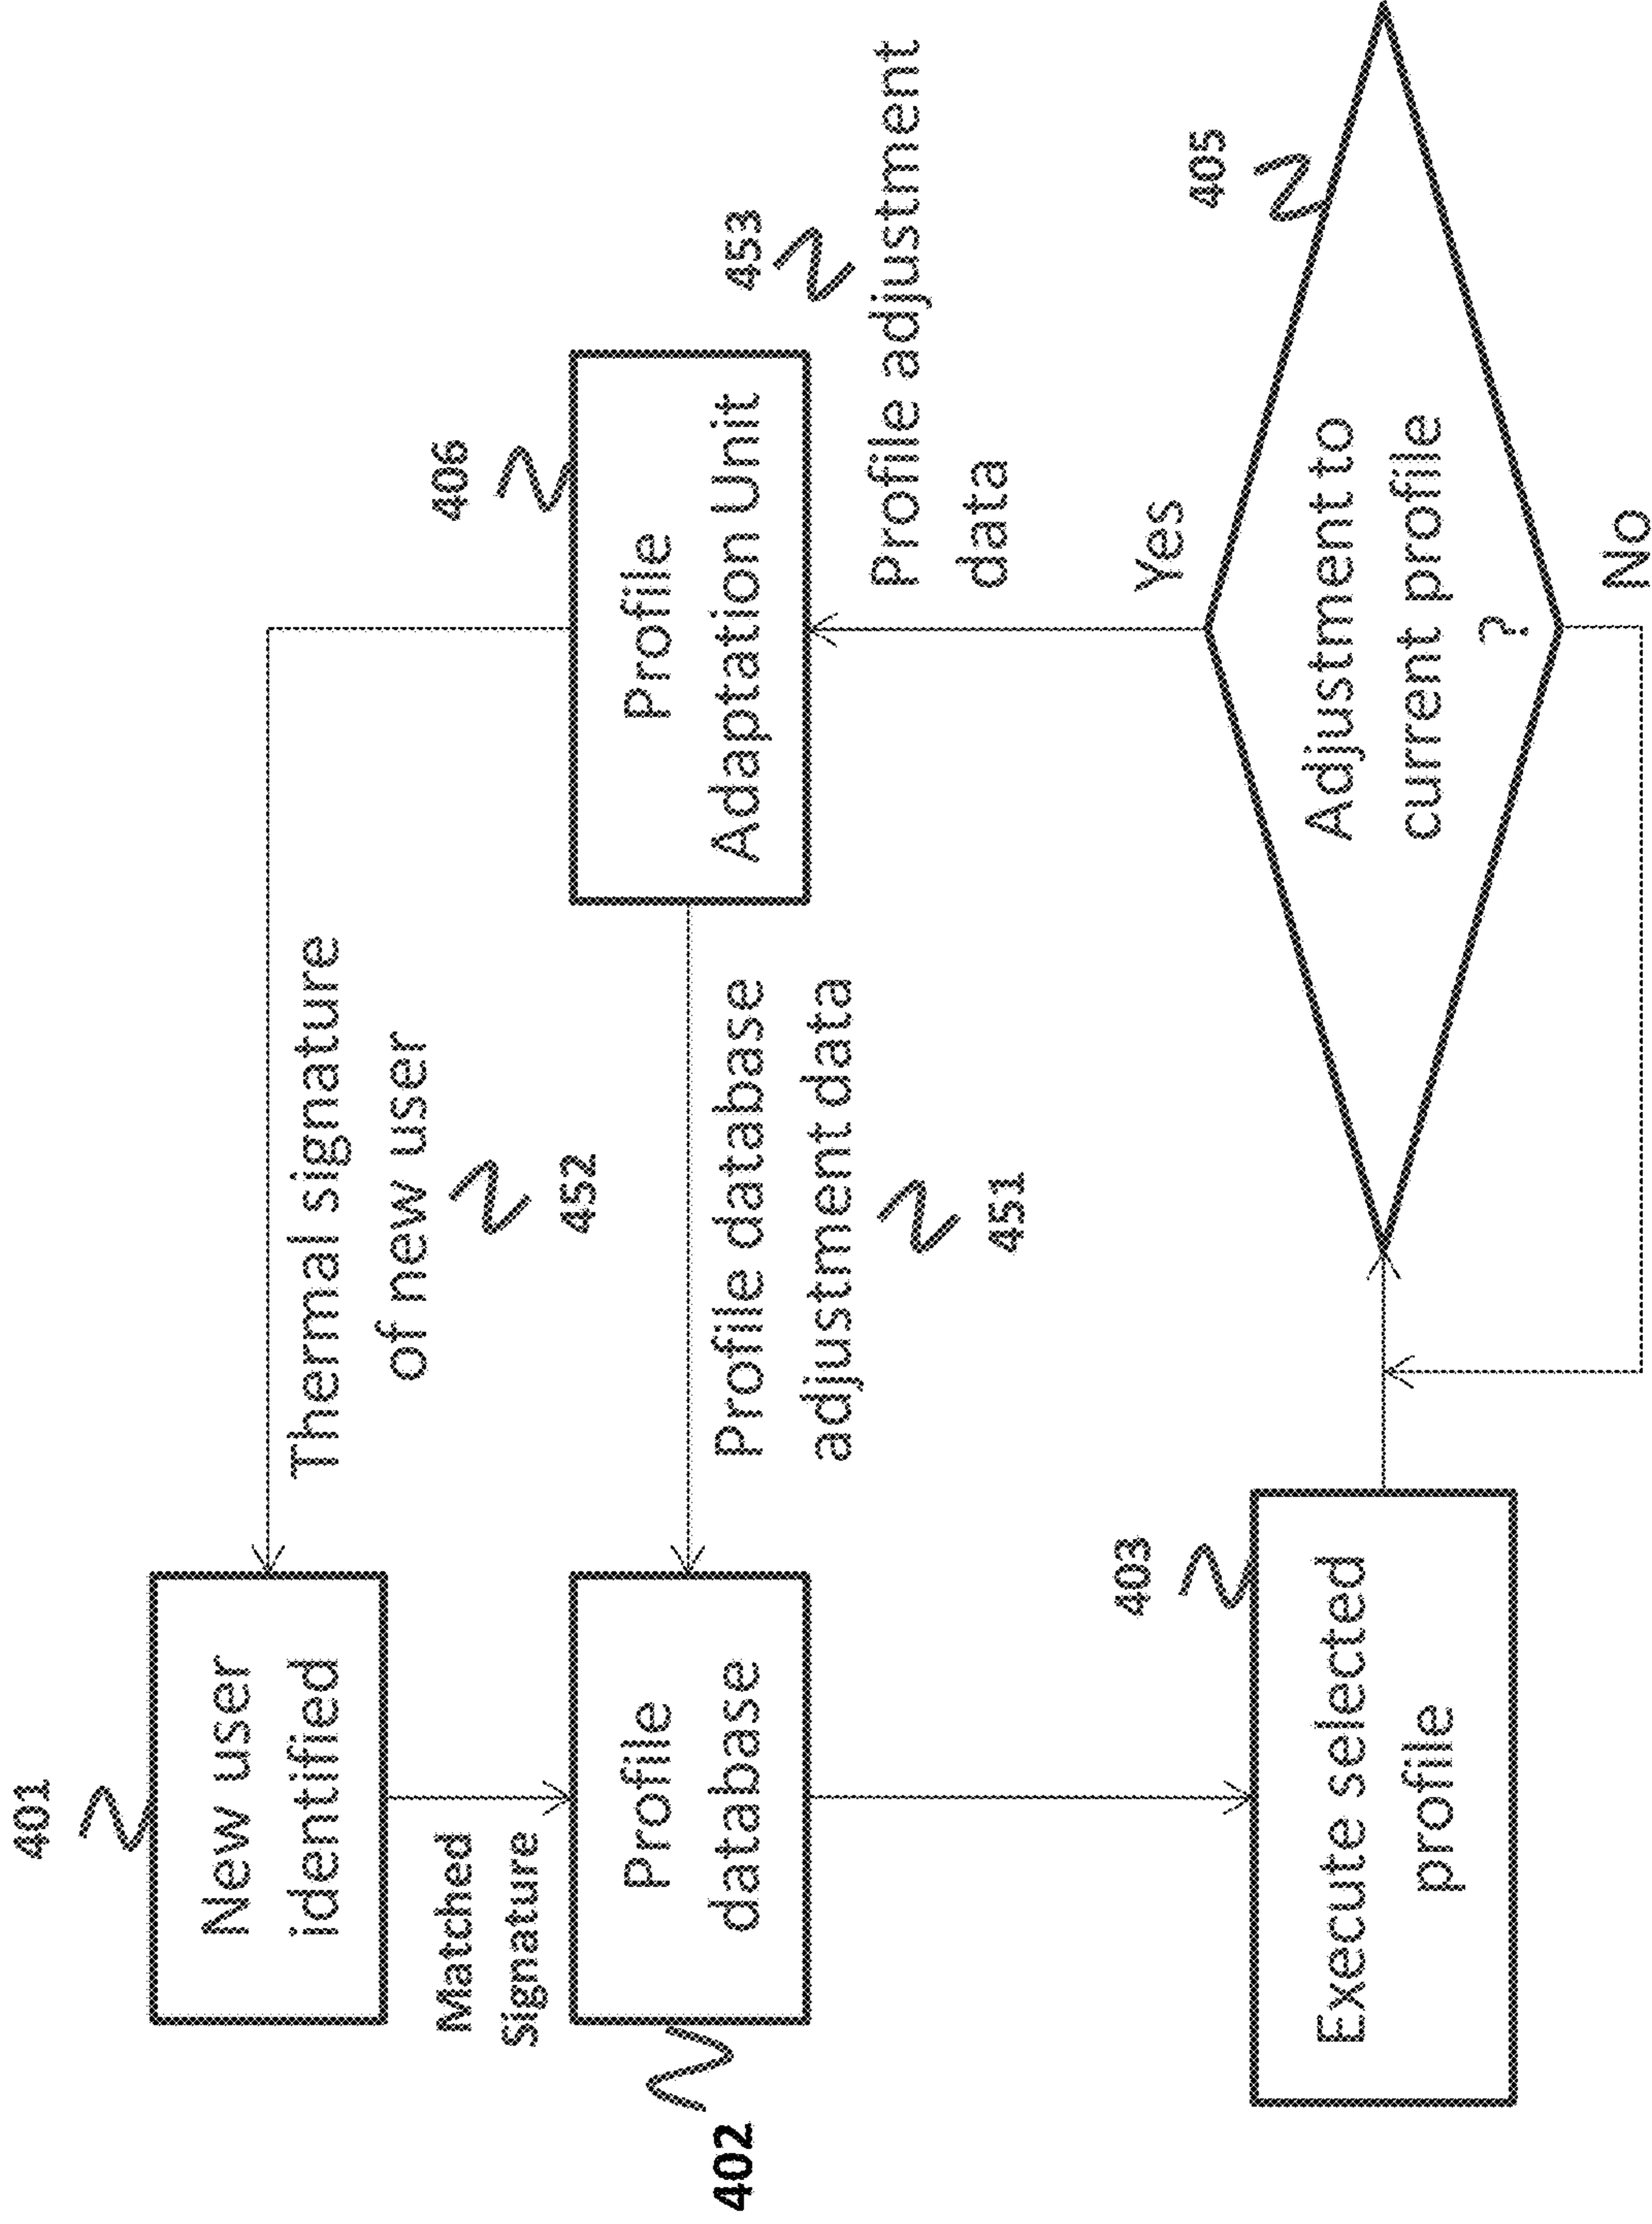 401
New user
identified
Matched
Signature
Thermal signature
of new user
452
402
Profile
database
Profile database
adjustment data
451
406
Profile
Adaptation Unit
453
Profile adjustment
data
Yes
403
Execute selected
profile
405
Adjustment to
current profile
?
No